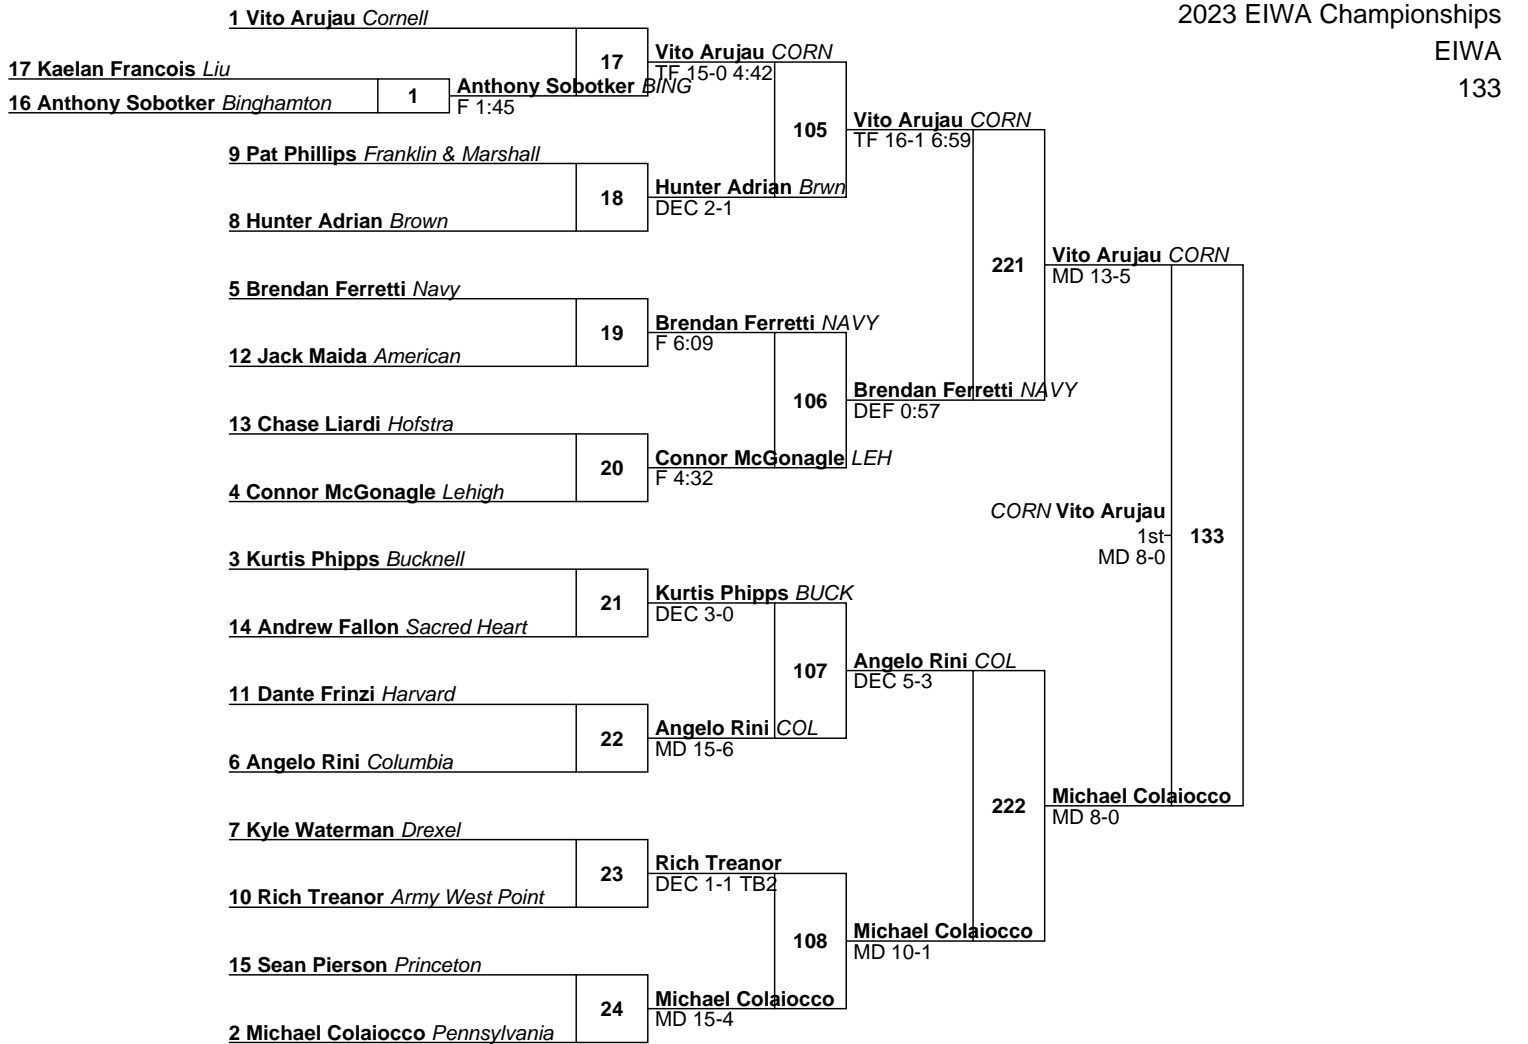 2023 EIWA Championships
EIWA
133
1 Vito Arujau Cornell
17 Kaelan Francois Liu
16 Anthony Sobotker Binghamton
1
Anthony Sobotker BING
F 1:45
17
Vito Arujau CORN
TF 15-0 4:42
9 Pat Phillips Franklin & Marshall
8 Hunter Adrian Brown
18
Hunter Adrian Brwn
DEC 2-1
105
Vito Arujau CORN
TF 16-1 6:59
5 Brendan Ferretti Navy
12 Jack Maida American
19
Brendan Ferretti NAVY
F 6:09
13 Chase Liardi Hofstra
4 Connor McGonagle Lehigh
20
Connor McGonagle LEH
F 4:32
106
Brendan Ferretti NAVY
DEF 0:57
221
Vito Arujau CORN
MD 13-5
3 Kurtis Phipps Bucknell
14 Andrew Fallon Sacred Heart
21
Kurtis Phipps BUCK
DEC 3-0
11 Dante Frinzi Harvard
6 Angelo Rini Columbia
22
Angelo Rini COL
MD 15-6
107
Angelo Rini COL
DEC 5-3
7 Kyle Waterman Drexel
10 Rich Treanor Army West Point
23
Rich Treanor
DEC 1-1 TB2
15 Sean Pierson Princeton
2 Michael Colaiocco Pennsylvania
24
Michael Colaiocco
MD 15-4
108
Michael Colaiocco
MD 10-1
222
Michael Colaiocco
MD 8-0
CORN Vito Arujau
1st
MD 8-0
133